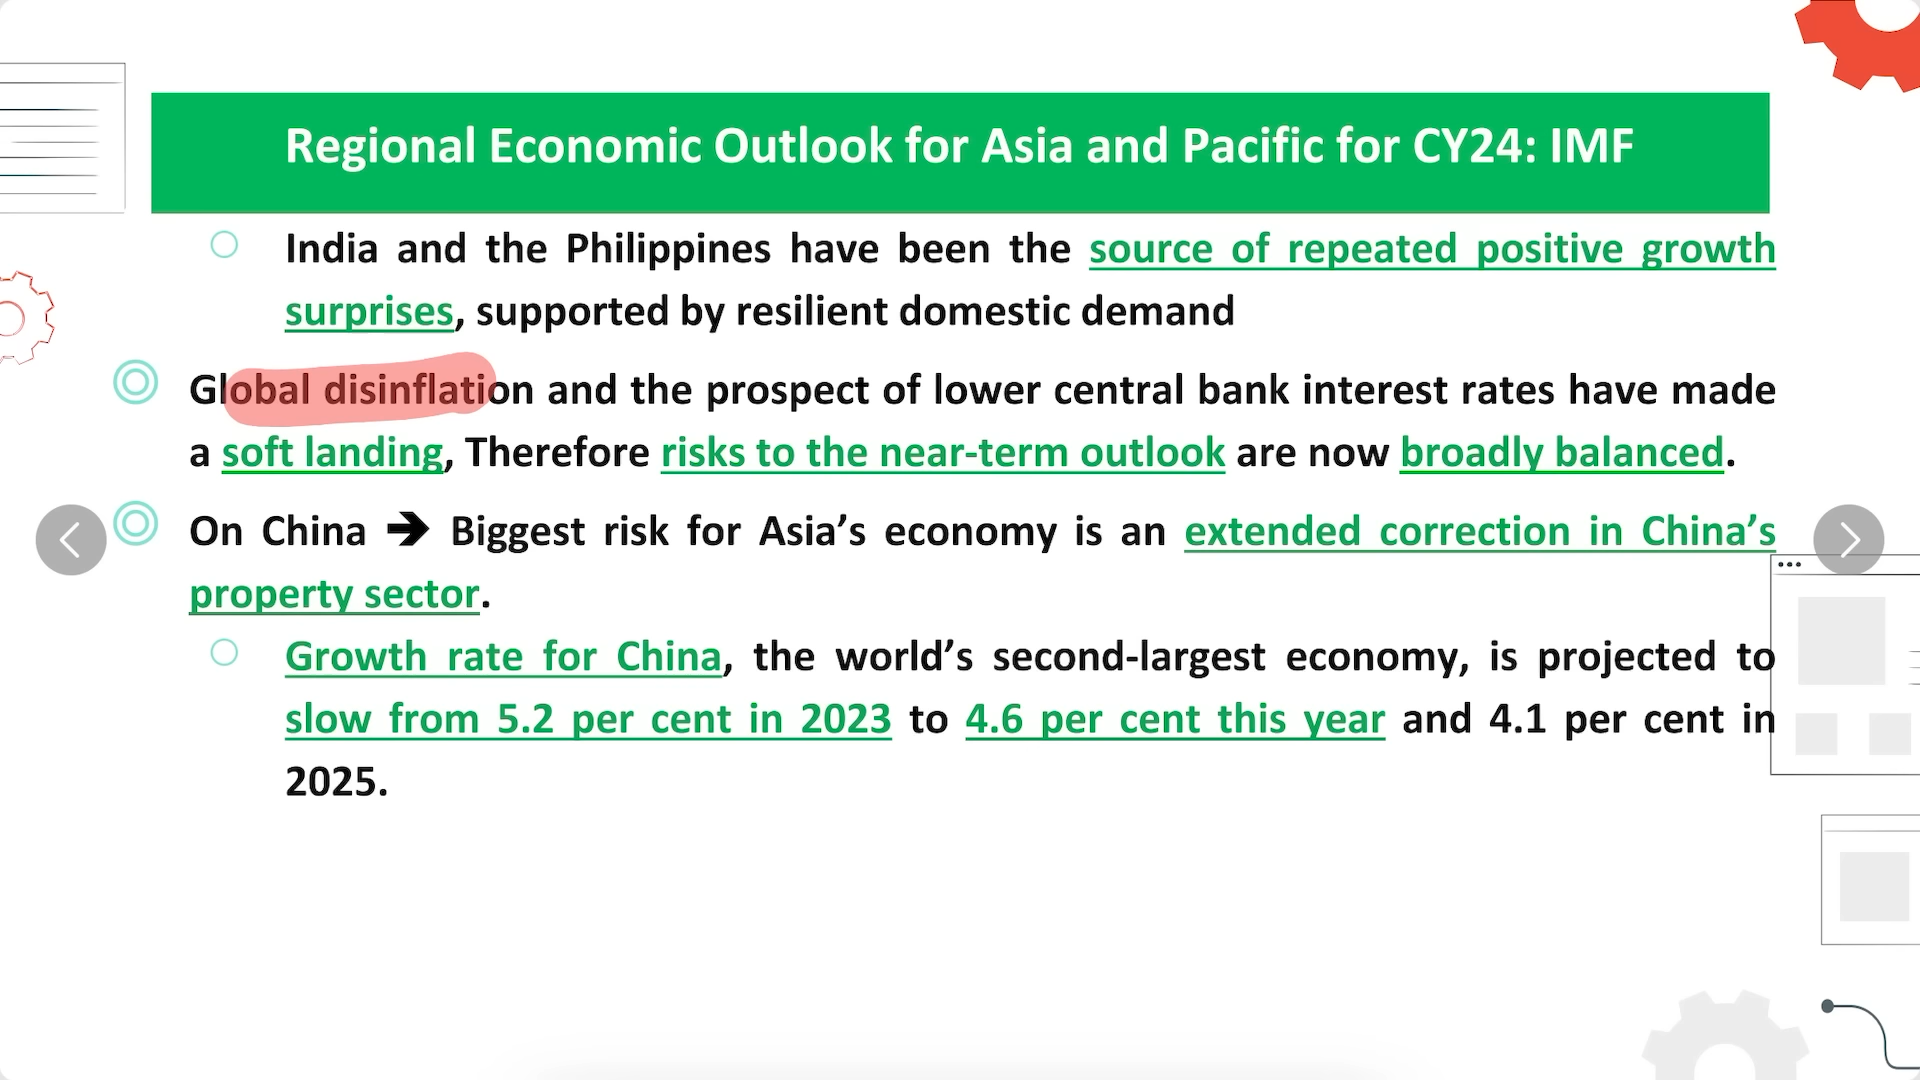 Regional Economic Outlook for Asia and Pacific for CY24: IMF
India and the Philippines have been the source of repeated positive growth
surprises, supported by resilient domestic demand
Global disinflation and the prospect of lower central bank interest rates have made
a soft landing, Therefore risks to the near-term outlook are now broadly balanced.
On China ➔ Biggest risk for Asia’s economy is an extended correction in China’s
property sector.
Growth rate for China, the world’s second-largest economy, is projected to
slow from 5.2 per cent in 2023 to 4.6 per cent this year and 4.1 per cent in
2025.